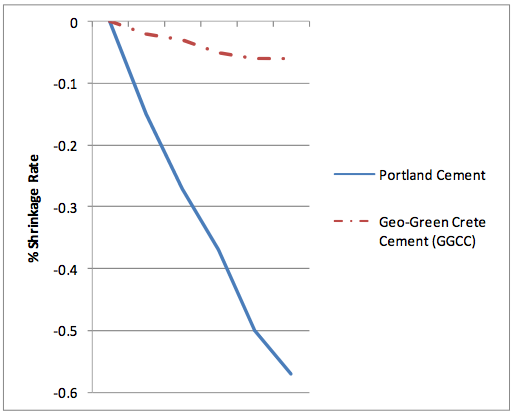 0
-0.1
-0.2
-0.3
-0.4
-0.5
-0.6
% Shrinkage Rate
Portland Cement
Geo-Green Crete
Cement (GGCC)